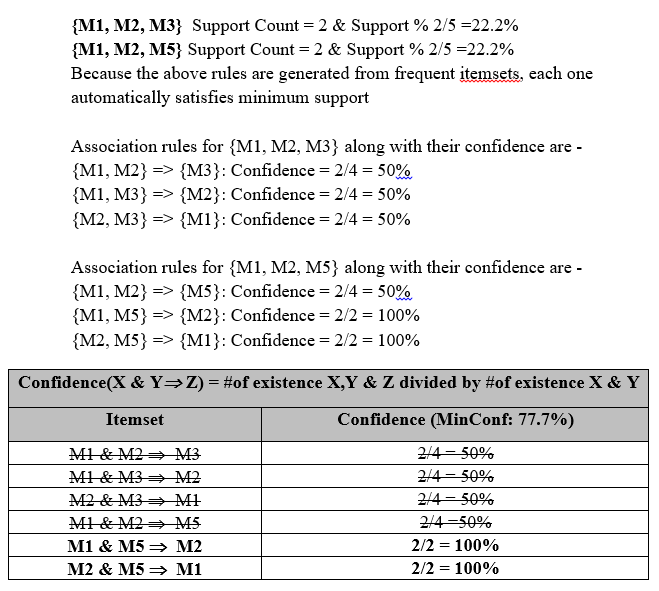 {M1, M2, M3}  Support Count = 2 & Support % 2/5 =22.2%
{M1, M2, M5} Support Count = 2 & Support % 2/5 =22.2%
Because the above rules are generated from frequent itemsets, each one
automatically satisfies minimum support
Association rules for {M1, M2, M3} along with their confidence are -
{M1, M2} => {M3}: Confidence = 2/4 = 50%
{M1, M3} => {M2}: Confidence = 2/4 = 50%
{M2, M3} => {M1}: Confidence = 2/4 = 50%
Association rules for {M1, M2, M5} along with their confidence are -
{M1, M2} => {M5}: Confidence = 2/4 = 50%
{M1, M5} => {M2}: Confidence = 2/2 = 100%
{M2, M5} => {M1}: Confidence = 2/2 = 100%
Confidence(X & Y⇒Z) = #of existence X,Y & Z divided by #of existence X & Y
Itemset Confidence (MinConf: 77.7%)
M1 & M2 ⇒ M3 2/4 = 50%
M1 & M3 ⇒ M2 2/4 = 50%
M2 & M3 ⇒ M1 2/4 = 50%
M1 & M2 ⇒ M5 2/4 =50%
M1 & M5 ⇒ M2 2/2 = 100%
M2 & M5 ⇒ M1 2/2 = 100%